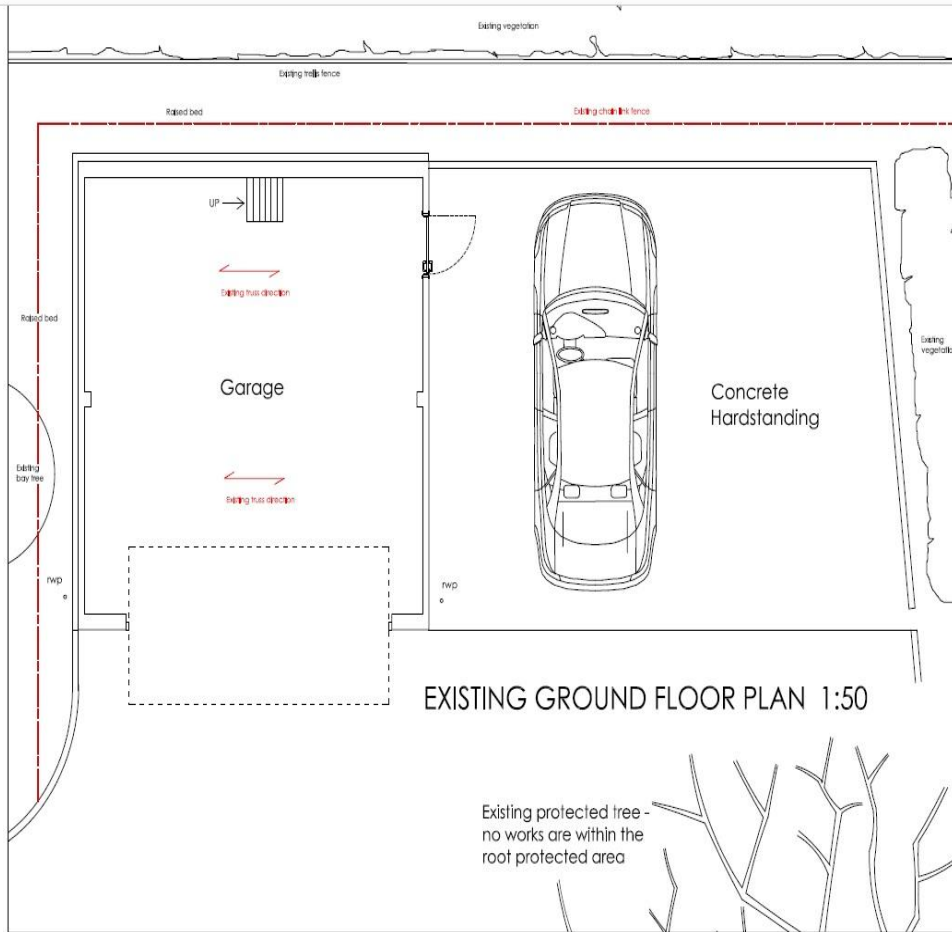 Existing vegetation
Existing trellis fence
Raised bed
Existing chain link fence
UP
Existing truss direction
Raised bed
Existing
Garage
Concrete
Hardstanding
Existing
bay tree
Existing truss direction
rwp
rwp
EXISTING GROUND FLOOR PLAN 1:50
Existing protected tree -
no works are within the
root protected area